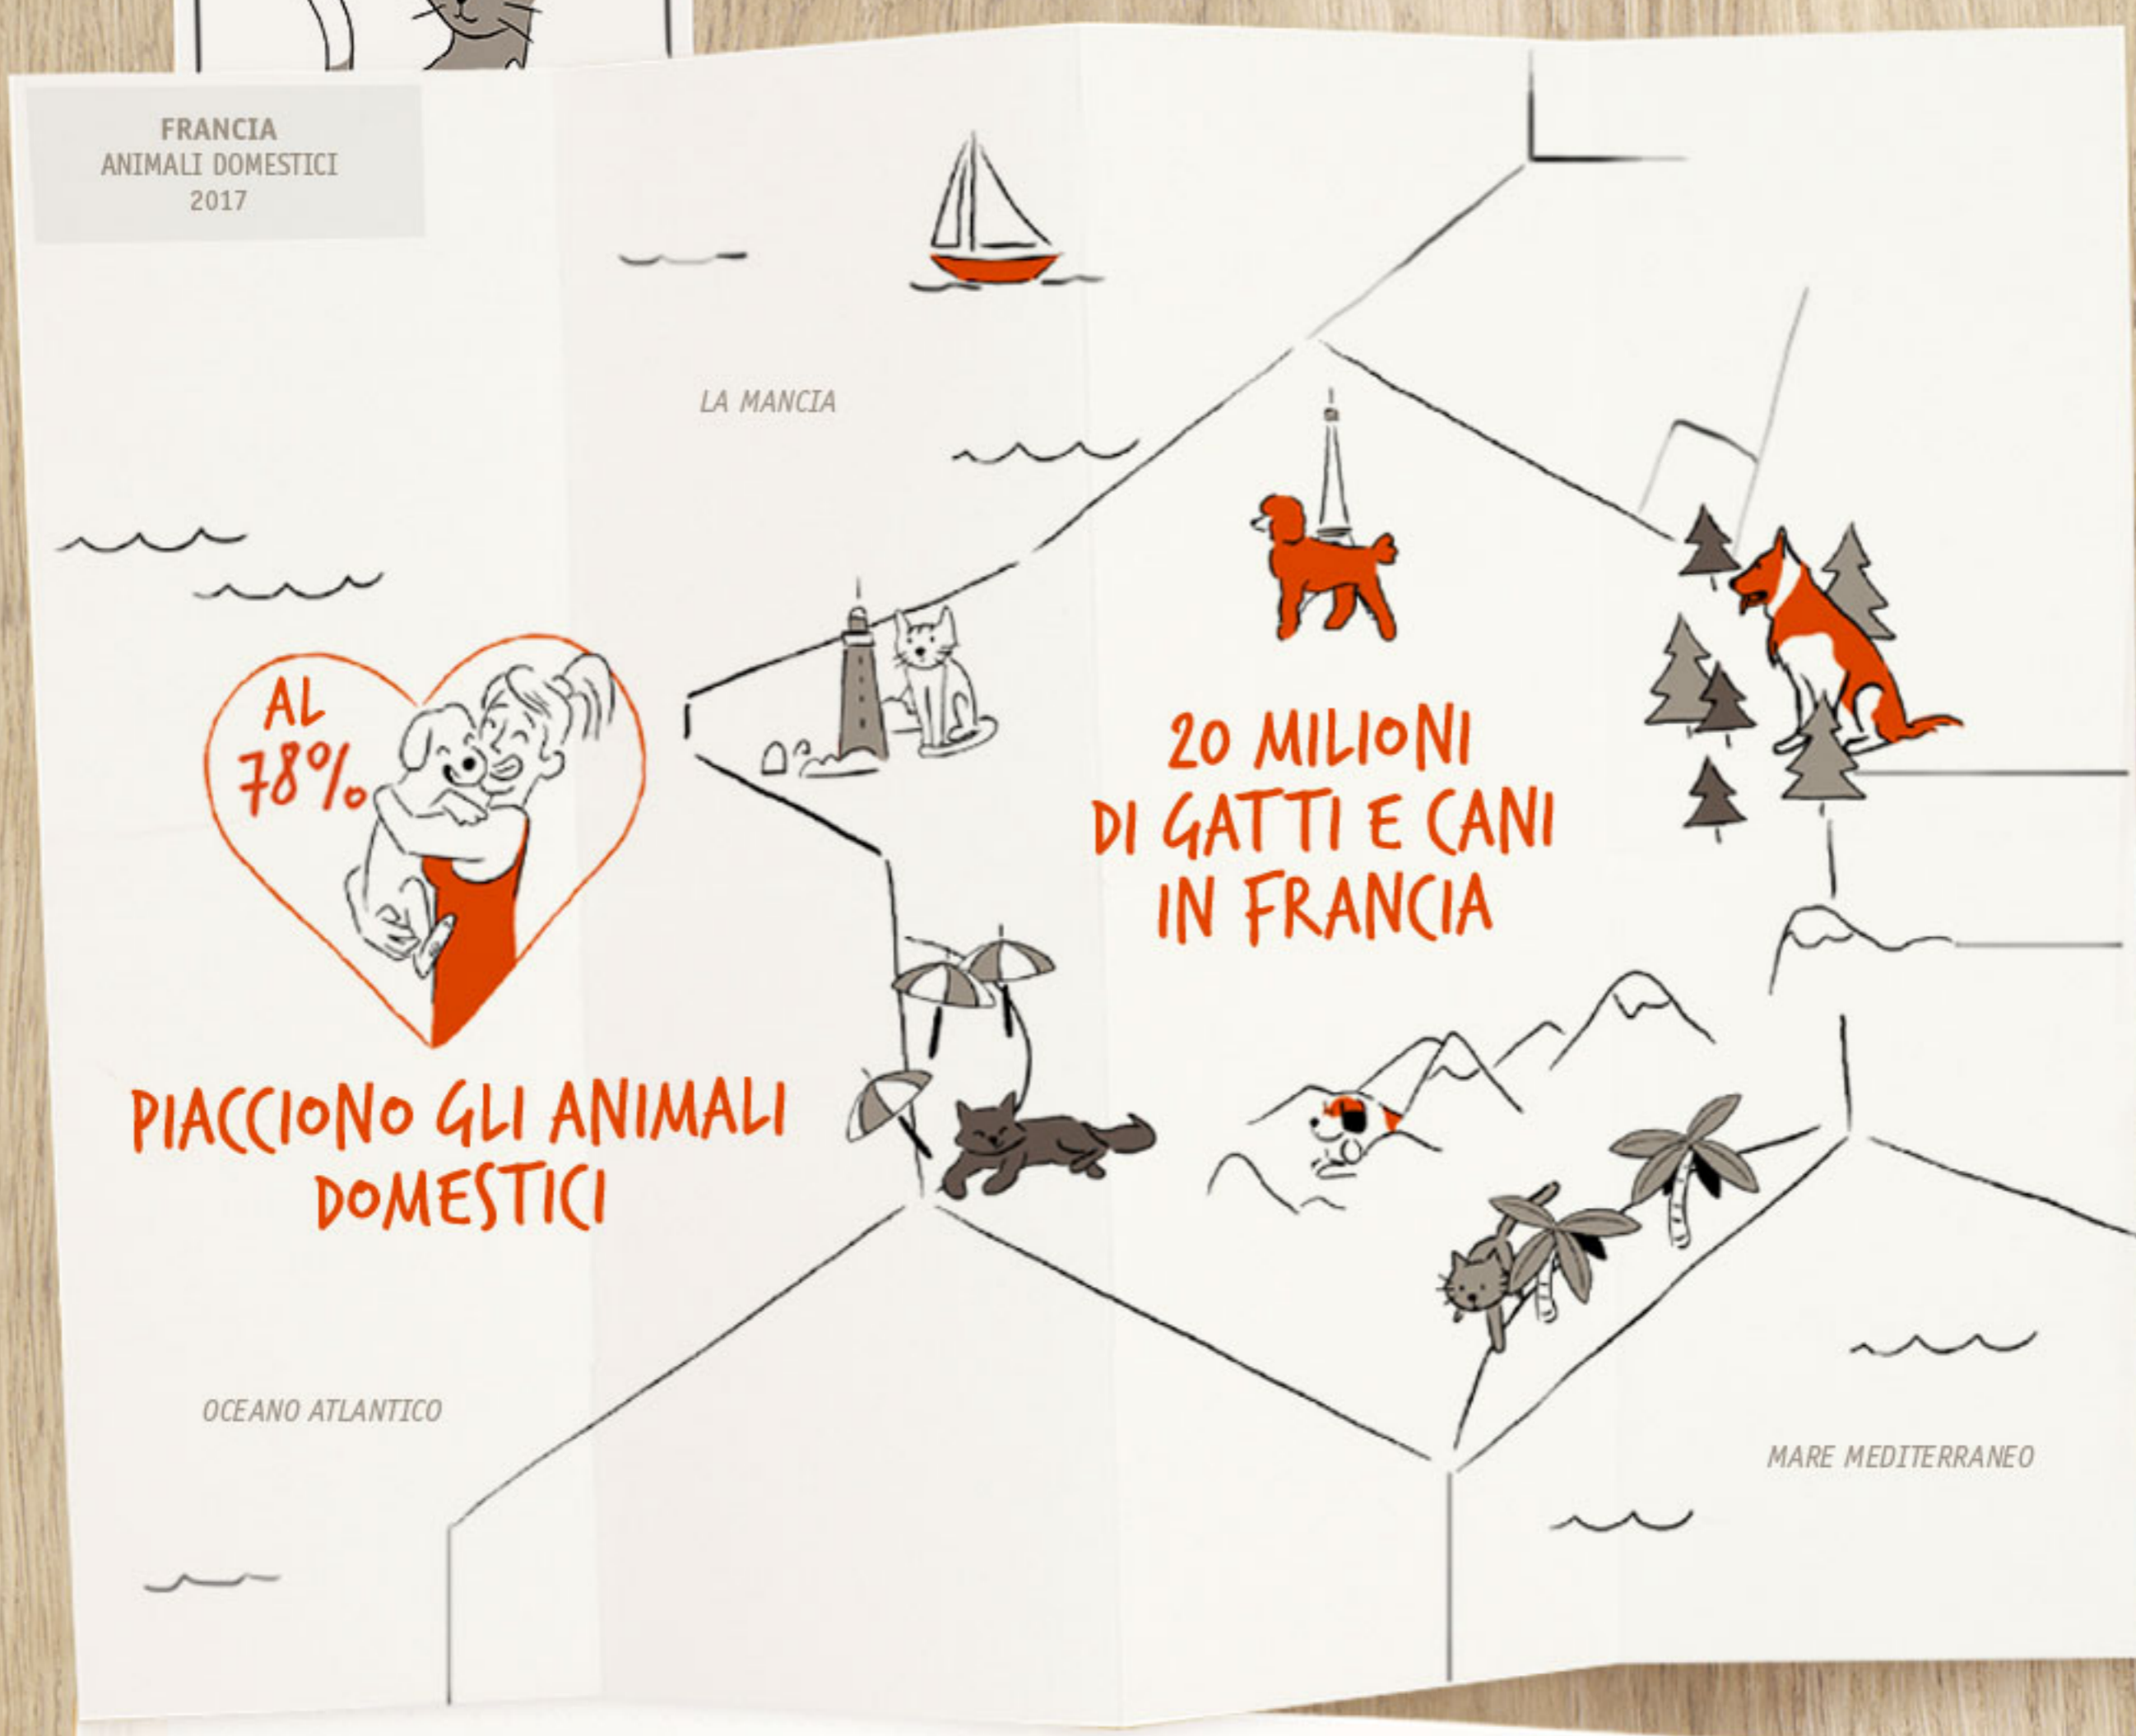 FRANCIA
ANIMALI DOMESTICI
2017
LA MANCIA
AL
78%
PIACCIONO GLI ANIMALI
DOMESTICI
20 MILIONI
DI GATTI E CANI
IN FRANCIA
OCEANO ATLANTICO
MARE MEDITERRANEO